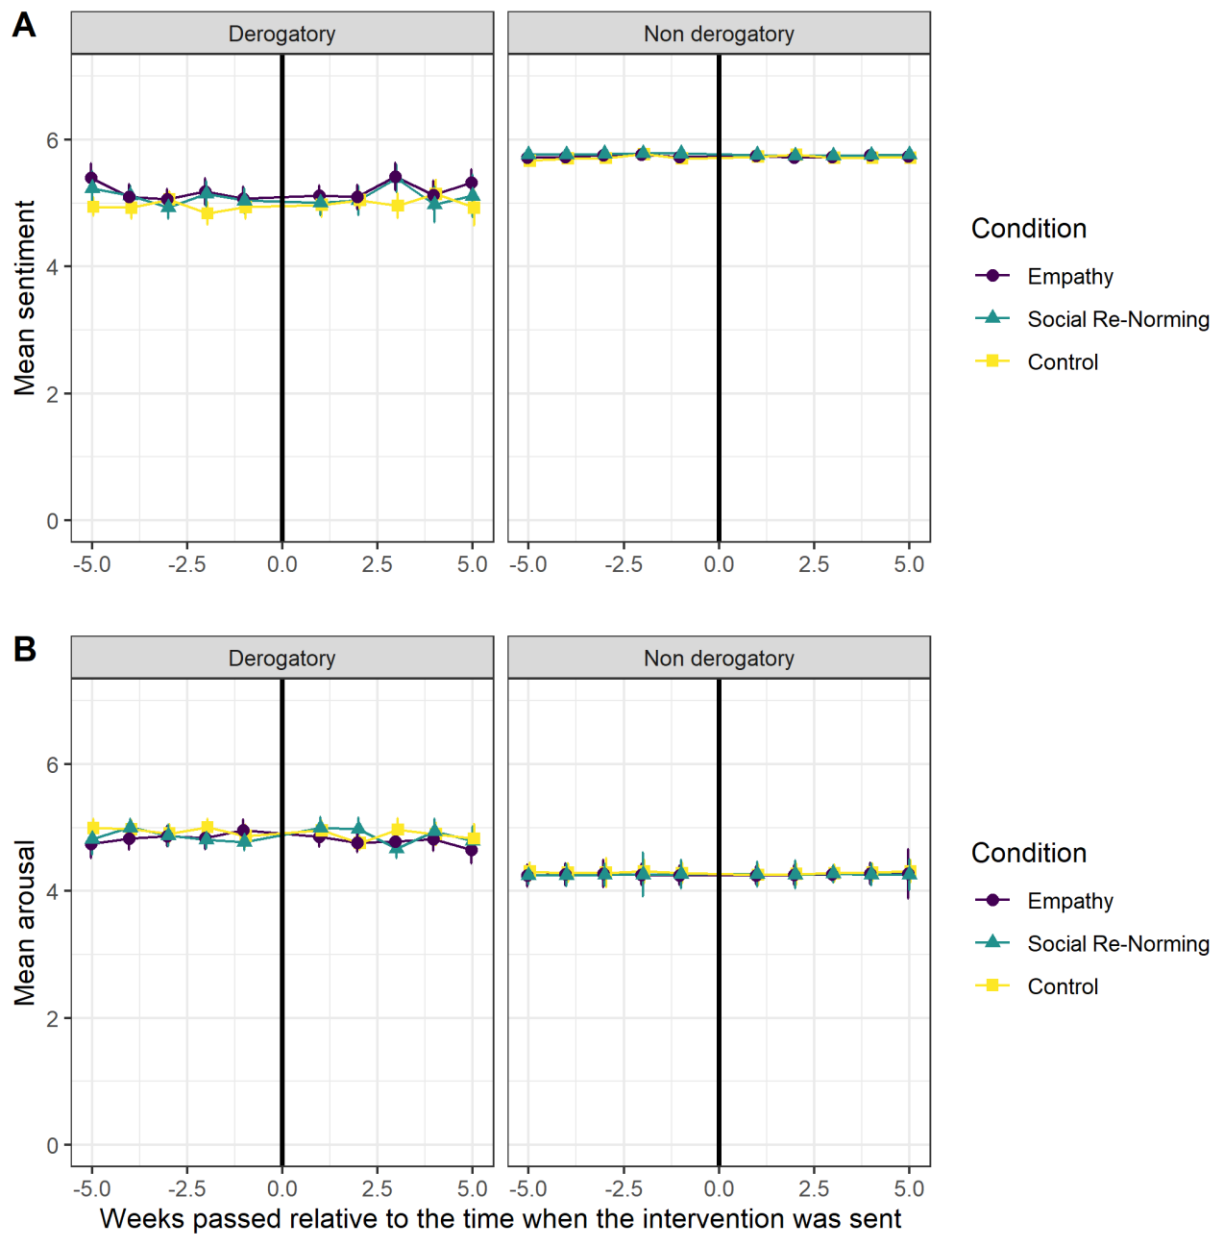 A
Derogatory
Non derogatory
Mean sentiment
6
4
2
0
-5.0 -2.5 0.0 2.5 5.0
-5.0 -2.5 0.0 2.5 5.0
Condition
Empathy
Social Re-Norming
Control
B
Derogatory
Non derogatory
Mean arousal
6
4
2
0
-5.0 -2.5 0.0 2.5 5.0
-5.0 -2.5 0.0 2.5 5.0
Weeks passed relative to the time when the intervention was sent
Condition
Empathy
Social Re-Norming
Control